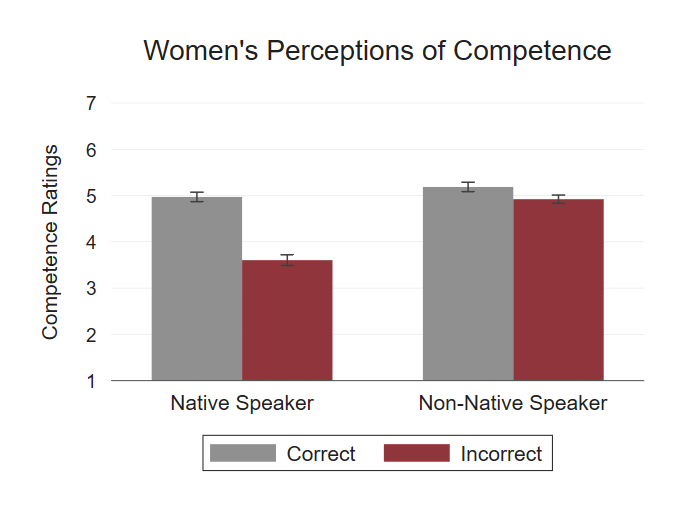 Women's Perceptions of Competence
Competence Ratings
7
6
5
4
3
2
1
Native Speaker Non-Native Speaker
Correct Incorrect